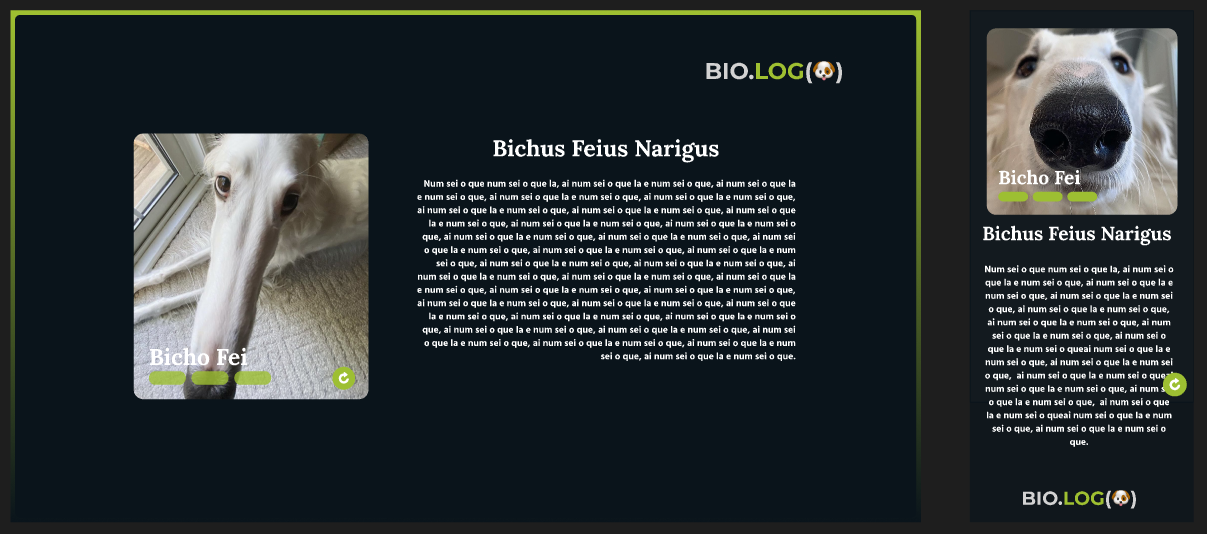 BIO.LOG(🐶)
Bichus Feius Narigus
Num sei o que num sei o que la, ai num sei o que la e num sei o que, ai num sei o que la
e num sei o que, ai num sei o que la e num sei o que, ai num sei o que la e num sei o que,
ai num sei o que la e num sei o que, ai num sei o que la e num sei o que, ai num sei o que
la e num sei o que, ai num sei o que la e num sei o que, ai num sei o que la e num sei o
que, ai num sei o que la e num sei o que, ai num sei o que la e num sei o que, ai num sei
o que la e num sei o que, ai num sei o que la e num sei o que, ai num sei o que la e num
sei o que, ai num sei o que la e num sei o que, ai num sei o que la e num sei o que, ai
num sei o que la e num sei o que, ai num sei o que la e num sei o que, ai num sei o que la
e num sei o que, ai num sei o que la e num sei o que, ai num sei o que la e num sei o que,
ai num sei o que la e num sei o que, ai num sei o que la e num sei o que, ai num sei o que
la e num sei o que, ai num sei o que la e num sei o que, ai num sei o que la e num sei o
que, ai num sei o que la e num sei o que, ai num sei o que la e num sei o que, ai num sei
o que la e num sei o que, ai num sei o que la e num sei o que, ai num sei o que la e num
sei o que, ai num sei o que la e num sei o que.
Bicho Fei
Bicho Fei
Bichus Feius Narigus
Num sei o que num sei o que la, ai num sei o
que la e num sei o que, ai num sei o que la e
num sei o que, ai num sei o que la e num sei
o que, ai num sei o que la e num sei o que,
ai num sei o que la e num sei o que, ai num
sei o que la e num sei o que, ai num sei o
que la e num sei o queai num sei o que la e
num sei o que, ai num sei o que la e num sei
o que, ai num sei o que la e num sei o que,
num sei o que la e num sei o que, ai num
o que la e num sei o que, ai num sei o que
la e num sei o queai num sei o que la e num
sei o que, ai num sei o que la e num sei o
que.
BIO.LOG(🐶)